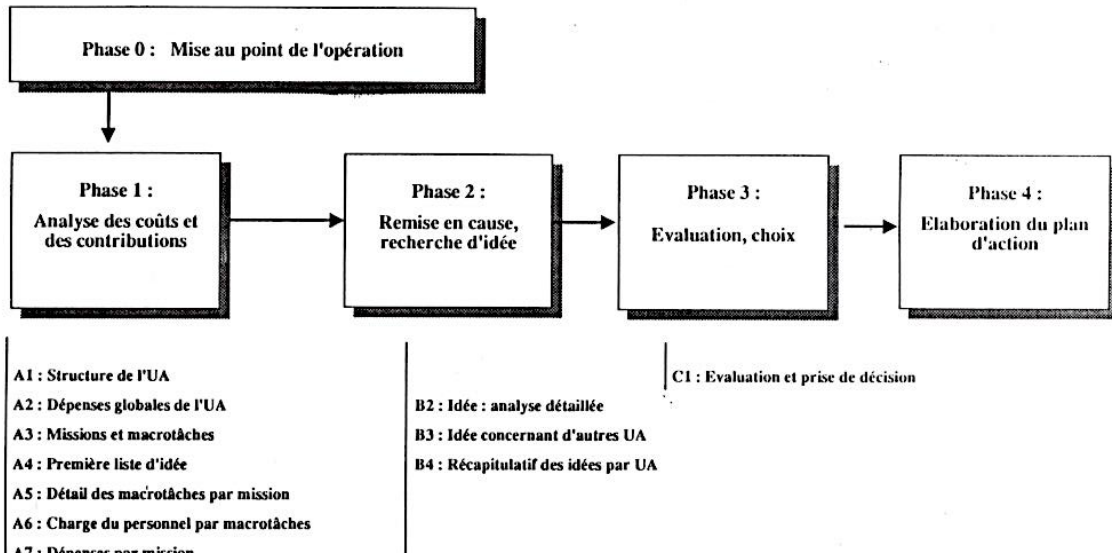 Phase 0 : Mise au point de l'opération
Phase 1 :
Analyse des coûts et
des contributions
Phase 2 :
Remise en cause,
recherche d'idée
Phase 3 :
Evaluation, choix
Phase 4 :
Elaboration du plan
d'action
A1 : Structure de l'UA
A2 : Dépenses globales de l'UA
A3 : Missions et macrotâches
A4 : Première liste d'idée
A5 : Détail des macrotâches par mission
A6 : Charge du personnel par macrotâches
A7 : Dépenses par mission
B2 : Idée : analyse détaillée
B3 : Idée concernant d'autres UA
B4 : Récapitulatif des idées par UA
C1 : Evaluation et prise de décision